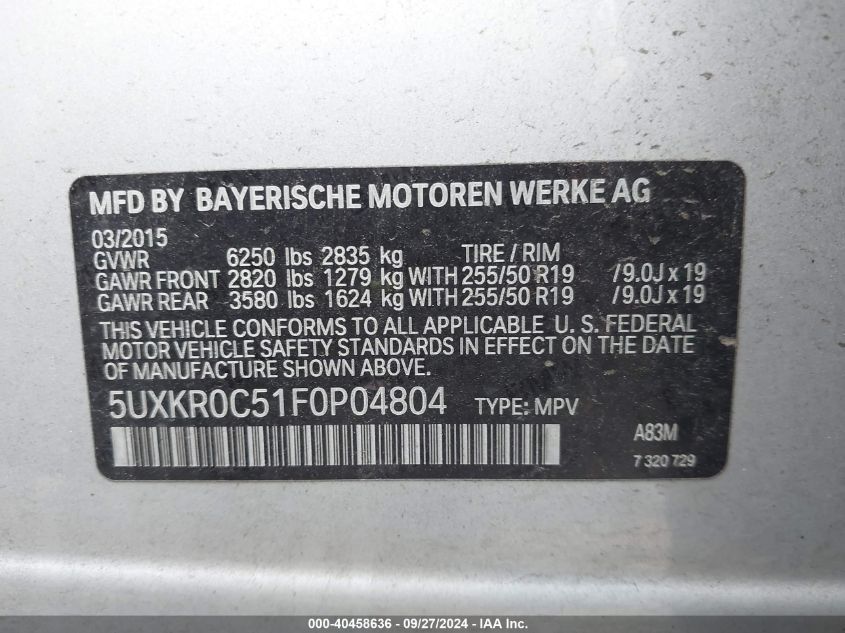 MFD BY BAYERISCHE MOTOREN WERKE AG
03/2015
GVWR 6250 lbs 2835 kg TIRE / RIM
GAWR FRONT 2820 lbs 1279 kg WITH 255/50 R19 /9.0J x 19
GAWR REAR 3580 lbs 1624 kg WITH 255/50 R19 /9.0J x 19
THIS VEHICLE CONFORMS TO ALL APPLICABLE U. S. FEDERAL
MOTOR VEHICLE SAFETY STANDARDS IN EFFECT ON THE DATE
OF MANUFACTURE SHOWN ABOVE.
5UXKR0C51F0P04804 TYPE: MPV
A83M
7 320 729
000-40458636 - 09/27/2024 - IAA Inc.